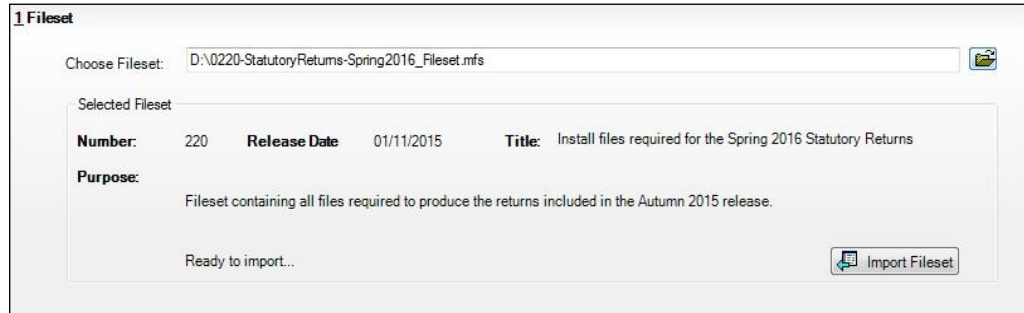 1 Fileset
Choose Fileset: D:\0220-StatutoryReturns-Spring2016_Fileset.mfs
Selected Fileset
Number: 220 Release Date 01/11/2015 Title: Install files required for the Spring 2016 Statutory Returns
Purpose:
Fileset containing all files required to produce the returns included in the Autumn 2015 release.
Ready to import... Import Fileset